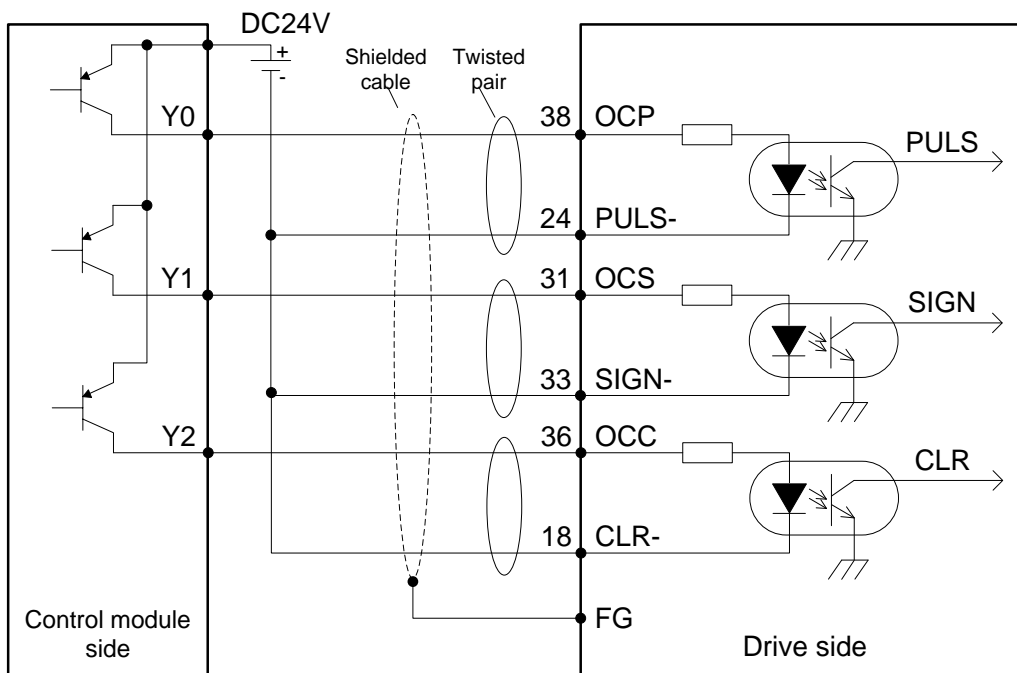 DC24V
+
-
Shielded
cable
Twisted
pair
Y0
38
OCP
PULS
24
PULS-
Y1
31
OCS
SIGN
33
SIGN-
Y2
36
OCC
CLR
18
CLR-
FG
Control module
side
Drive side